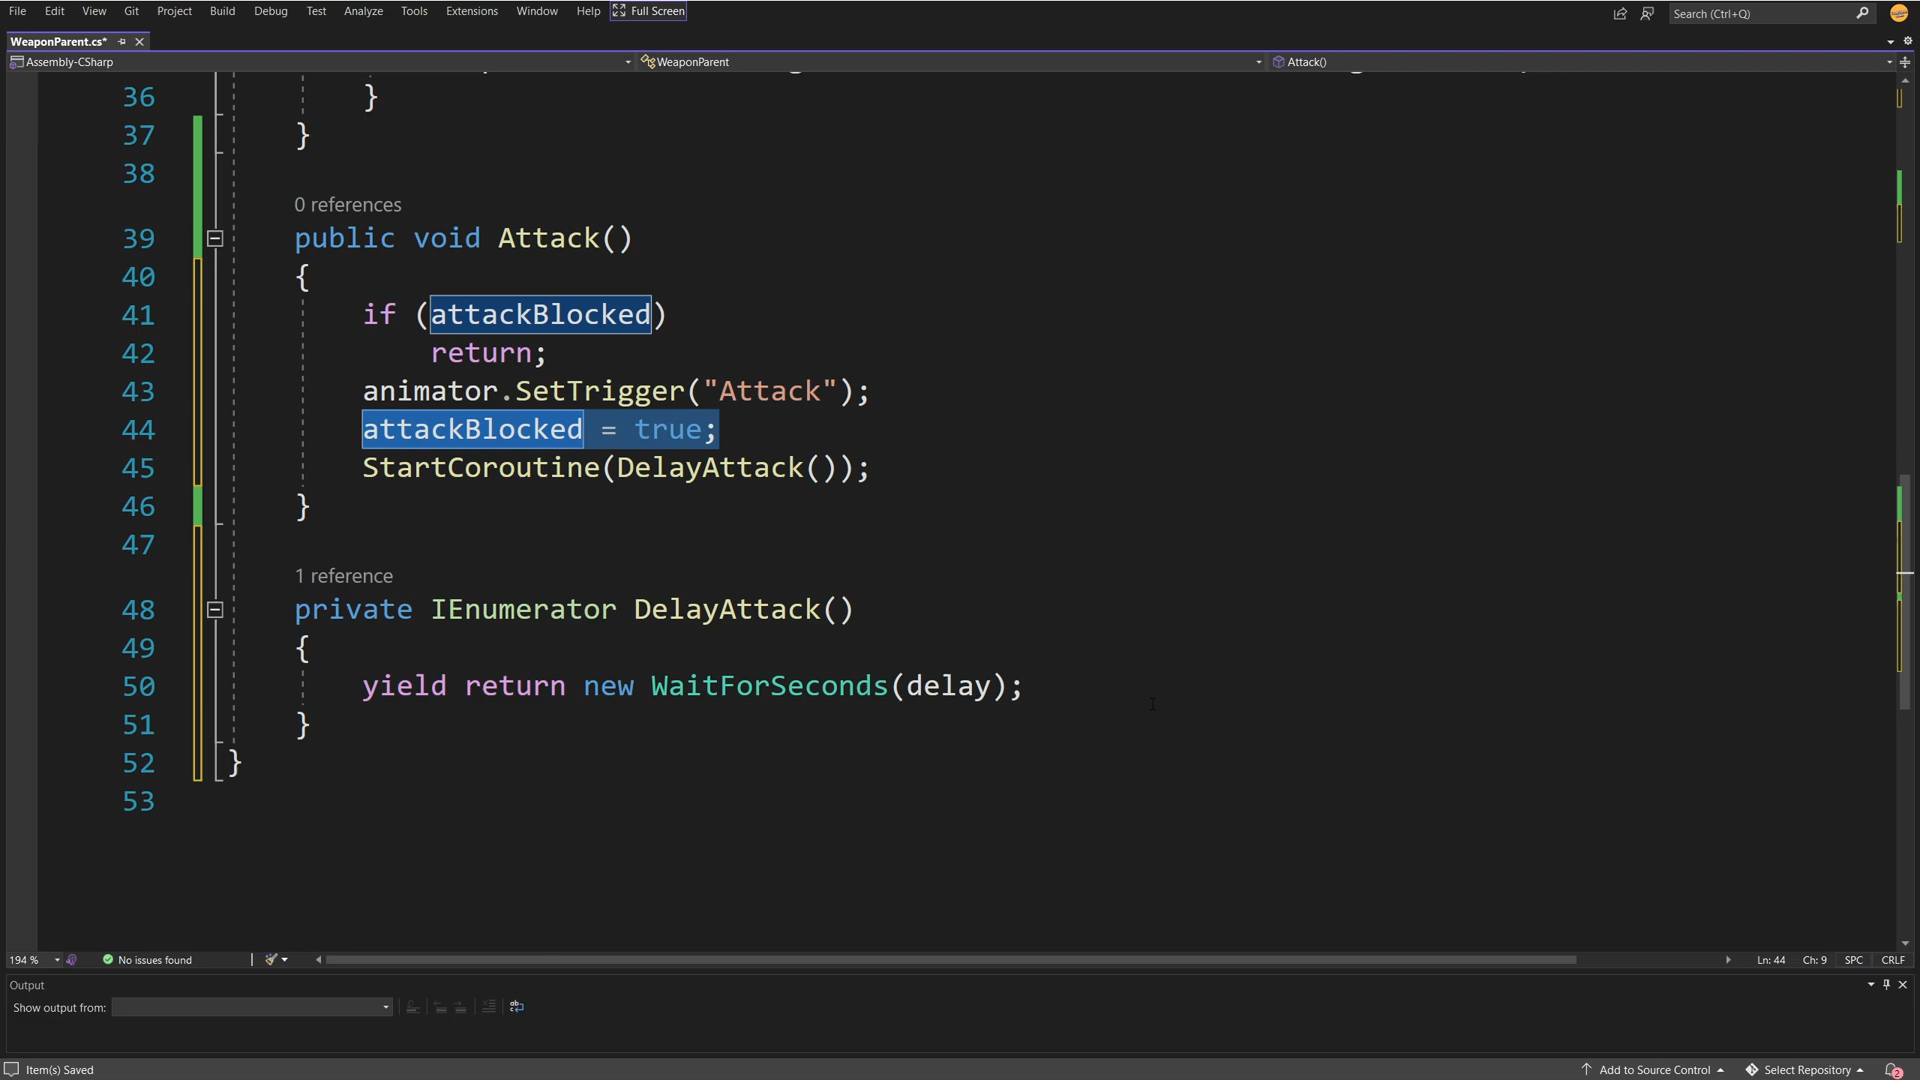 File Edit View Git Project Build Debug Test Analyze Tools Extensions Window Help Full Screen Search (Ctrl+Q)
WeaponParent.cs*
Assembly-CSharp WeaponParent Attack()
36 }
37 }
38
0 references
39 public void Attack()
40 {
41 if (attackBlocked)
42 return;
43 animator.SetTrigger("Attack");
44 attackBlocked = true;
45 StartCoroutine(DelayAttack());
46 }
47
1 reference
48 private IEnumerator DelayAttack()
49 {
50 yield return new WaitForSeconds(delay);
51 }
52 }
53
194 % No issues found Ln: 44 Ch: 9 SPC CRLF
Output
Show output from:
Item(s) Saved Add to Source Control Select Repository 2